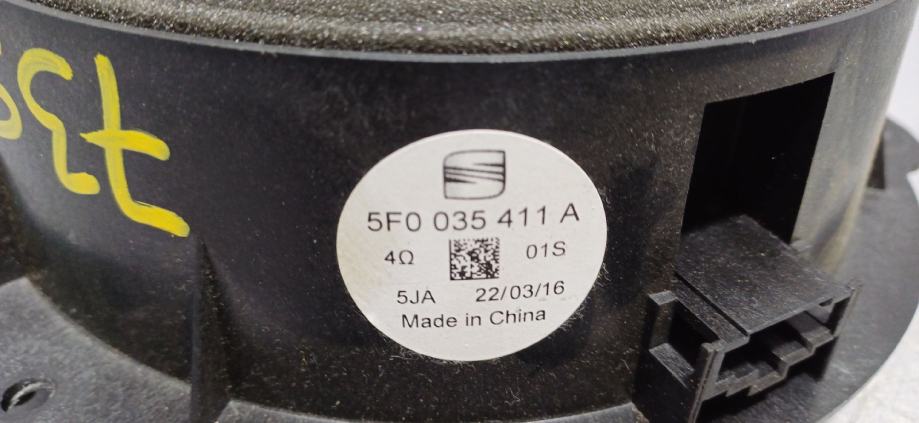 5F0 035 411 A
4Ω 01S
5JA 22/03/16
Made in China